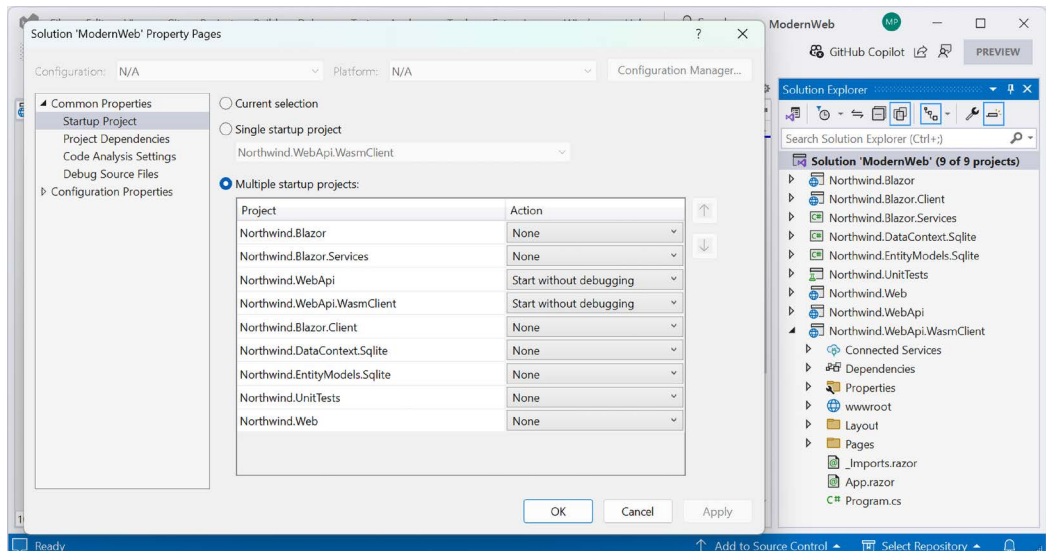 ModernWeb
MP
Solution 'ModernWeb' Property Pages
?
GitHub Copilot
PREVIEW
Configuration: N/A
Platform: N/A
Configuration Manager...
Common Properties
Startup Project
Project Dependencies
Code Analysis Settings
Debug Source Files
Configuration Properties
Current selection
Single startup project
Northwind.WebApi.WasmClient
Multiple startup projects:
Project Action
Northwind.Blazor None
Northwind.Blazor.Services None
Northwind.WebApi Start without debugging
Northwind.WebApi.WasmClient Start without debugging
Northwind.Blazor.Client None
Northwind.DataContext.Sqlite None
Northwind.EntityModels.Sqlite None
Northwind.UnitTests None
Northwind.Web None
OK Cancel Apply
Solution Explorer
Search Solution Explorer (Ctrl+;)
Solution 'ModernWeb' (9 of 9 projects)
Northwind.Blazor
Northwind.Blazor.Client
C# Northwind.Blazor.Services
C# Northwind.DataContext.Sqlite
C# Northwind.EntityModels.Sqlite
Northwind.UnitTests
Northwind.Web
Northwind.WebApi
Northwind.WebApi.WasmClient
Connected Services
Dependencies
Properties
wwwroot
Layout
Pages
_Imports.razor
App.razor
C# Program.cs
Ready
Add to Source Control
Select Repository